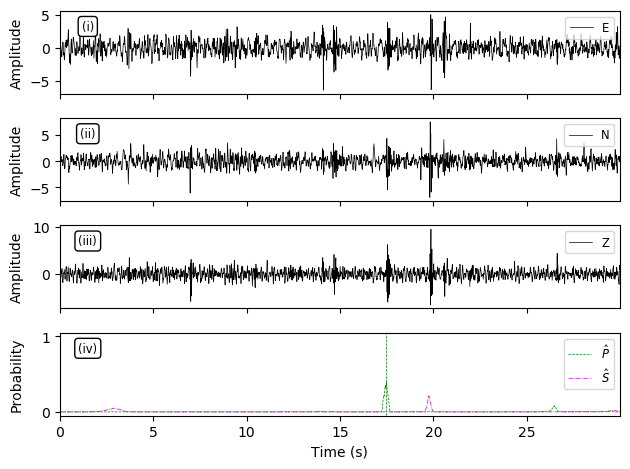 Amplitude
5
0
−5
(i)
E
Amplitude
5
0
−5
(ii)
N
Amplitude
10
0
(iii)
Z
Probability
1
0
(iv)
P̂
Ŝ
0 5 10 15 20 25
Time (s)